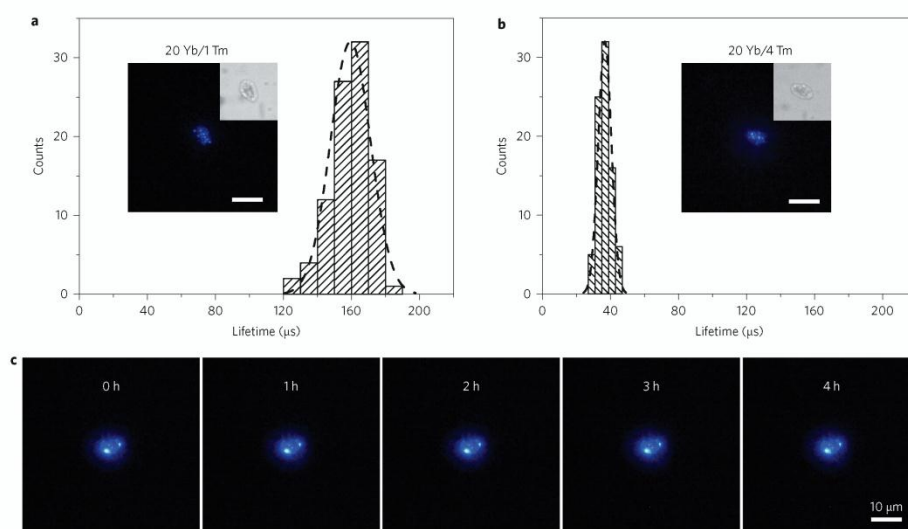 a
b
20 Yb/1 Tm
20 Yb/4 Tm
30
20
10
0
Counts
0 40 80 120 160 200
Lifetime (μs)
30
20
10
0
Counts
0 40 80 120 160 200
Lifetime (μs)
c
0 h
1 h
2 h
3 h
4 h
10 μm